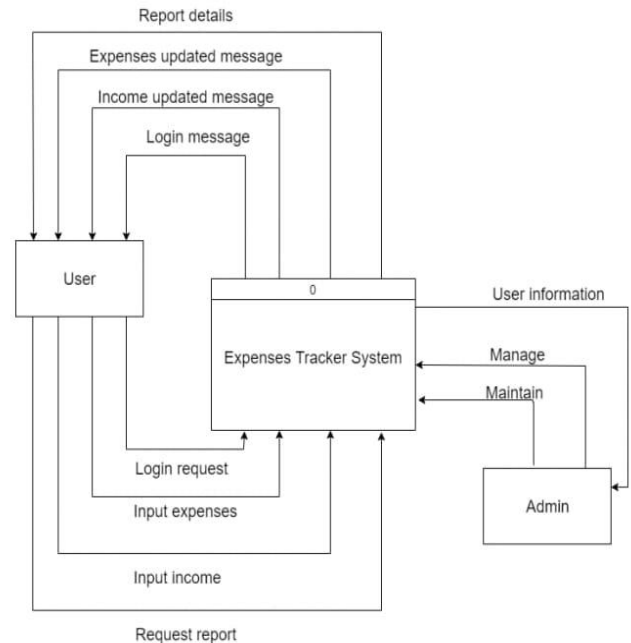 Report details
Expenses updated message
Income updated message
Login message
User
0
User information
Expenses Tracker System
Manage
Maintain
Login request
Input expenses
Admin
Input income
Request report